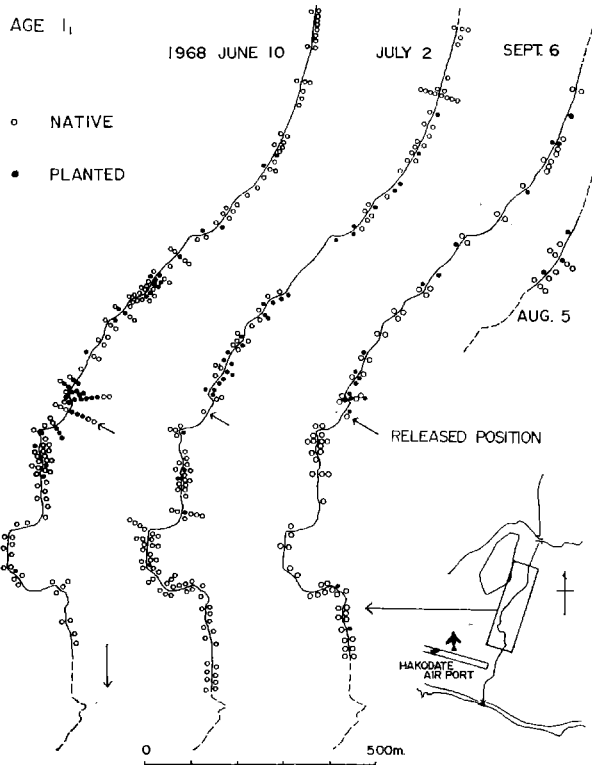 AGE I₁
1968 JUNE 10
JULY 2
SEPT. 6
○ NATIVE
● PLANTED
AUG. 5
RELEASED POSITION
HAKODATE
AIR PORT
0 500m.